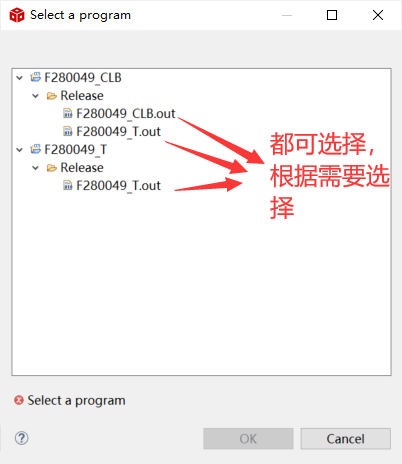 Select a program
F280049_CLB
Release
F280049_CLB.out
F280049_T.out
F280049_T
Release
F280049_T.out
都可选择，
根据需要选
择
Select a program
OK
Cancel